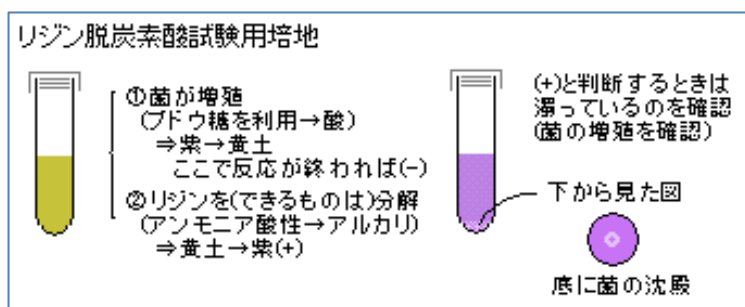 リジン脱炭素酸試験用培地
①菌が増殖
(ブドウ糖を利用→酸)
⇒紫→黄土
ここで反応が終われば(-)
②リジンを(できるものは)分解
(アンモニア酸性→アルカリ)
⇒黄土→紫(+)
(+)と判断するときは
濁っているのを確認
(菌の増殖を確認)
下から見た図
底に菌の沈殿